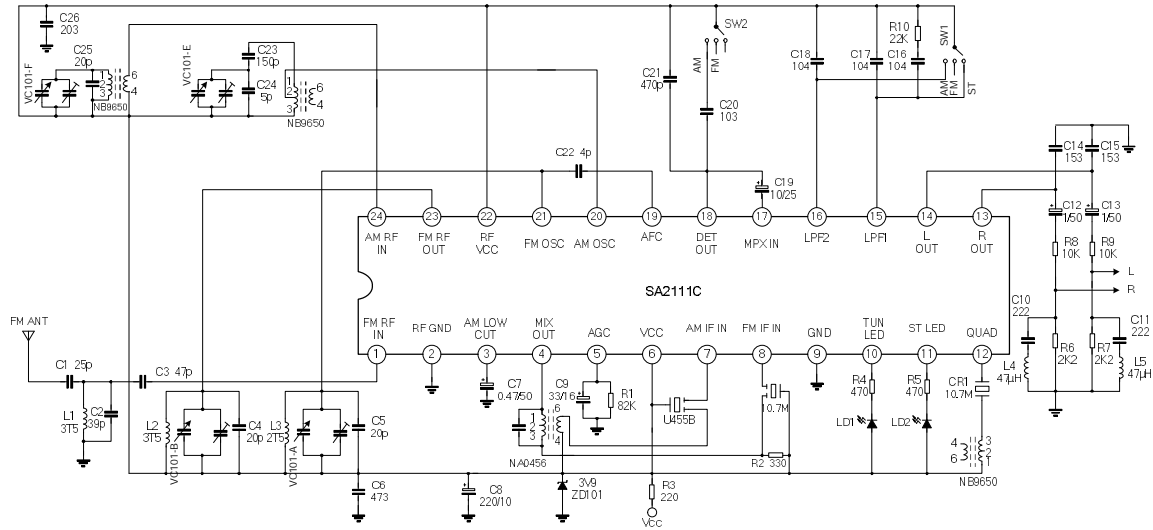 C26
203
C25
20p
VC101-F
1
2
3
6
4
NB9650
VC101-E
C23
150p
C24
5p
1
2
3
6
4
NB9650
C22 4p
C21
470p
AM
FM
SW2
C20
103
C19
10/25
C18
104
C17
104
R10
22K
C16
104
SW1
AM
FM
ST
C14
153
C15
153
C12
1/50
C13
1/50
R8
10K
R9
10K
L
R
24
23
22
21
20
19
18
17
16
15
14
13
AM RF
IN
FM RF
OUT
RF
VCC
FM OSC
AM OSC
AFC
DET
OUT
MPX IN
LPF2
LPF1
L
OUT
R
OUT
SA2111C
FM RF
IN
RF GND
AM LOW
CUT
MIX
OUT
AGC
VCC
AM IF IN
FM IF IN
GND
TUN
LED
ST LED
QUAD
1
2
3
4
5
6
7
8
9
10
11
12
C10
222
C11
222
R6
2K2
R7
2K2
L4
47μH
L5
47μH
FM ANT
C1 25p
C3 47p
L1
3T5
C2
39p
L2
3T5
VC101-B
C4
20p
L3
2T5
VC101-A
C5
20p
C6
473
C7
0.47/50
C8
220/10
C9
33/16
R1
82K
1
2
3
6
4
NA0456
3V9
ZD101
U455B
R3
220
Vcc
10.7M
R2 330
R4
470
LD1
R5
470
LD2
CR1
10.7M
4
6
3
2
1
NB9650